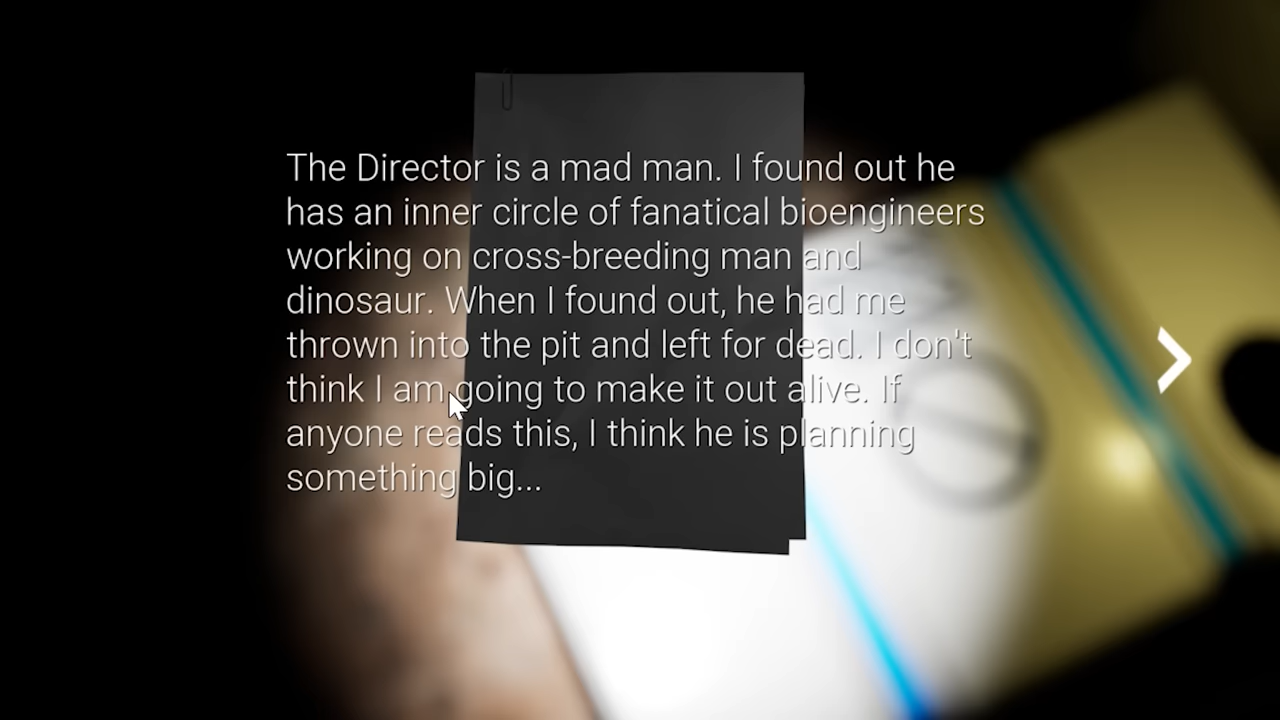 The Director is a mad man. I found out he
has an inner circle of fanatical bioengineers
working on cross-breeding man and
dinosaur. When I found out, he had me
thrown into the pit and left for dead. I don't
think I am going to make it out alive. If
anyone reads this, I think he is planning
something big...